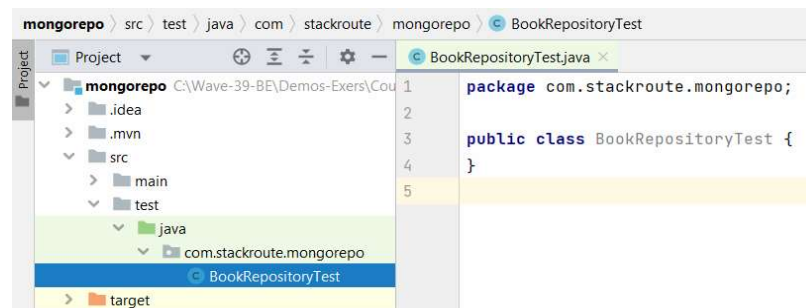 mongorepo > src > test > java > com > stackroute > mongorepo > C BookRepositoryTest
Project
Project
C BookRepositoryTest.java ×
mongorepo C:\Wave-39-BE\Demos-Exers\Cou
.idea
.mvn
src
main
test
java
com.stackroute.mongorepo
C BookRepositoryTest
target
1 package com.stackroute.mongorepo;
2
3 public class BookRepositoryTest {
4 }
5